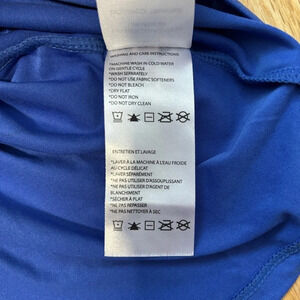 WASHING AND CARE INSTRUCTIONS
*MACHINE WASH IN COLD WATER
ON GENTLE CYCLE
*WASH SEPARATELY
*DO NOT USE FABRIC SOFTENERS
*DO NOT BLEACH
*DRY FLAT
*DO NOT IRON
*DO NOT DRY CLEAN
ENTRETIEN ET LAVAGE
*LAVER À LA MACHINE À L'EAU FROIDE
AU CYCLE DÉLICAT
*LAVER SÉPARÉMENT
*NE PAS UTILISER D'ASSOUPLISSANT
*NE PAS UTILISER D'AGENT DE
BLANCHIMENT
*SÉCHER À PLAT
*NE PAS REPASSER
*NE PAS NETTOYER À SEC